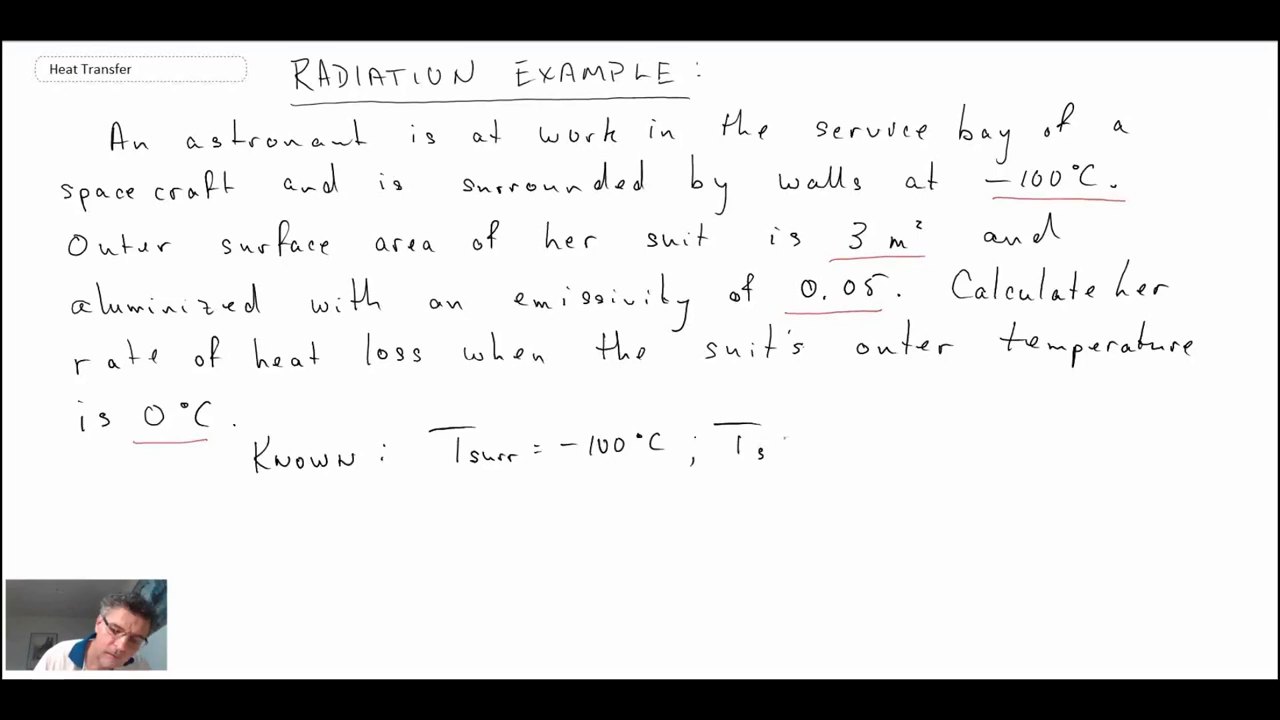 Heat Transfer
RADIATION EXAMPLE:
An astronaut is at work in the service bay of a
space craft and is surrounded by walls at -100°C.
Outer surface area of her suit is 3 m² and
aluminized with an emissivity of 0.05. Calculate her
rate of heat loss when the suit's outer temperature
is 0°C.
KNOWN: Tsurr = -100°C ; Ts